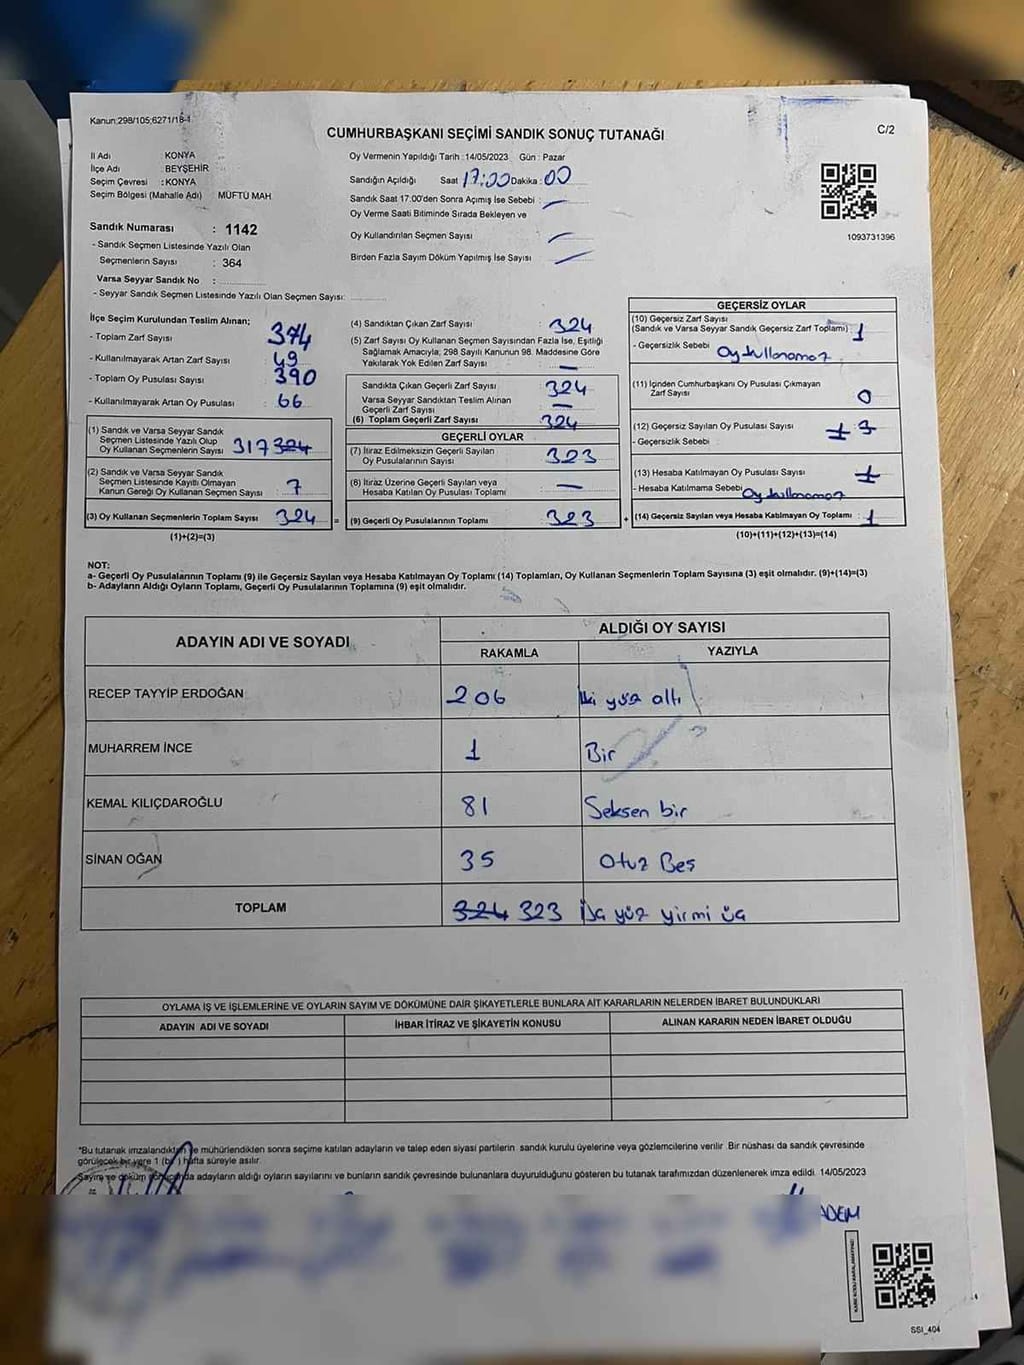 Kanun:298/105;6271/18-1
CUMHURBAŞKANI SEÇİMİ SANDIK SONUÇ TUTANAĞI
C/2
İl Adı : KONYA
İlçe Adı : BEYŞEHİR
Seçim Çevresi : KONYA
Seçim Bölgesi (Mahalle Adı) MÜFTÜ MAH
Sandık Numarası : 1142
- Sandık Seçmen Listesinde Yazılı Olan
Seçmenlerin Sayısı : 364
Varsa Seyyar Sandık No :
- Seyyar Sandık Seçmen Listesinde Yazılı Olan Seçmen Sayısı:
Oy Vermenin Yapıldığı Tarih :14/05/2023 Gün : Pazar
Sandığın Açıldığı Saat 17:00 Dakika : 00
Sandık Saat 17.00'den Sonra Açımış İse Sebebi : —
Oy Verme Saati Bitiminde Sırada Bekleyen ve
Oy Kullandırılan Seçmen Sayısı —
Birden Fazla Sayım Döküm Yapılmış İse Sayısı —
1093731396
İlçe Seçim Kurulundan Teslim Alınan;
- Toplam Zarf Sayısı 374
- Kullanılmayarak Artan Zarf Sayısı 49
- Toplam Oy Pusulası Sayısı 390
- Kullanılmayarak Artan Oy Pusulası : 66
(1) Sandık ve Varsa Seyyar Sandık
Seçmen Listesinde Yazılı Olup
Oy Kullanan Seçmenlerin Sayısı 317 324
(2) Sandık ve Varsa Seyyar Sandık
Seçmen Listesinde Kayıtlı Olmayan
Kanun Gereği Oy Kullanan Seçmen Sayısı 7
(3) Oy Kullanan Seçmenlerin Toplam Sayısı 324 =
(1)+(2)=(3)
(4) Sandıktan Çıkan Zarf Sayısı : 324
(5) Zarf Sayısı Oy Kullanan Seçmen Sayısından Fazla İse, Eşitliği
Sağlamak Amacıyla; 298 Sayılı Kanunun 98. Maddesine Göre
Yakılarak Yok Edilen Zarf Sayısı —
Sandıkta Çıkan Geçerli Zarf Sayısı 324
Varsa Seyyar Sandıktan Teslim Alınan
Geçerli Zarf Sayısı —
(6) Toplam Geçerli Zarf Sayısı 324
GEÇERLİ OYLAR
(7) İtiraz Edilmeksizin Geçerli Sayılan
Oy Pusulalarının Sayısı 323
(8) İtiraz Üzerine Geçerli Sayılan veya
Hesaba Katılan Oy Pusulası Toplamı —
(9) Geçerli Oy Pusulalarının Toplamı 323 +
GEÇERSİZ OYLAR
(10) Geçersiz Zarf Sayısı
(Sandık ve Varsa Seyyar Sandık Geçersiz Zarf Toplamı) 1
- Geçersizlik Sebebi
(11) İçinden Cumhurbaşkanı Oy Pusulası Çıkmayan
Zarf Sayısı 0
(12) Geçersiz Sayılan Oy Pusulası Sayısı
- Geçersizlik Sebebi :
(13) Hesaba Katılmayan Oy Pusulası Sayısı 1
- Hesaba Katılmama Sebebi
(14) Geçersiz Sayılan veya Hesaba Katılmayan Oy Toplamı : 1
(10)+(11)+(12)+(13)=(14)
NOT:
a- Geçerli Oy Pusulalarının Toplamı (9) ile Geçersiz Sayılan veya Hesaba Katılmayan Oy Toplamı (14) Toplamları, Oy Kullanan Seçmenlerin Toplam Sayısına (3) eşit olmalıdır. (9)+(14)=(3)
b- Adayların Aldığı Oyların Toplamı, Geçerli Oy Pusulalarının Toplamına (9) eşit olmalıdır.
ADAYIN ADI VE SOYADI ALDIĞI OY SAYISI
RAKAMLA YAZIYLA
RECEP TAYYİP ERDOĞAN 206 İki yüz altı
MUHARREM İNCE 1 Bir
KEMAL KILIÇDAROĞLU 81 Seksen bir
SİNAN OĞAN 35 Otuz Beş
TOPLAM 324 323 Üç yüz yirmi üç
OYLAMA İŞ VE İŞLEMLERİNE VE OYLARIN SAYIM VE DÖKÜMÜNE DAİR ŞİKAYETLERLE BUNLARA AİT KARARLARIN NELERDEN İBARET BULUNDUKLARI
ADAYIN ADI VE SOYADI İHBAR İTİRAZ VE ŞİKAYETİN KONUSU ALINAN KARARIN NEDEN İBARET OLDUĞU
*Bu tutanak imzalandıktan ve mühürlendikten sonra seçime katılan adayların ve talep eden siyasi partilerin sandık kurulu üyelerine veya gözlemcilerine verilir. Bir nüshası da sandık çevresinde
görülecek bir yere 1 (bir) hafta süreyle asılır.
Sayım ve döküm da adayların aldığı oyların sayılarını ve bunların sandık çevresinde bulunanlara duyurulduğunu gösteren bu tutanak tarafımızdan düzenlenerek imza edildi. 14/05/2023
ADEM
SSI_404